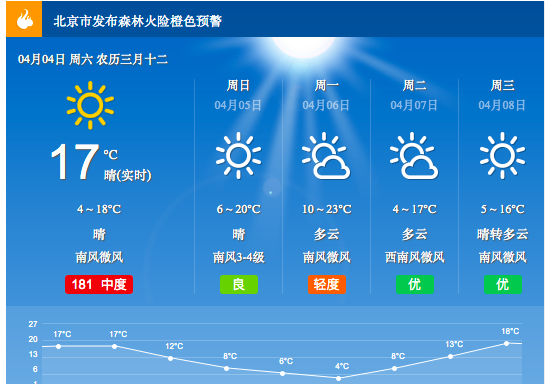 北京市发布森林火险橙色预警
04月04日 周六 农历三月十二
17 °C
晴(实时)
4～18°C
晴
南风微风
181 中度
周日
04月05日
6～20°C
晴
南风3-4级
良
周一
04月06日
10～23°C
多云
南风微风
轻度
周二
04月07日
4～17°C
多云
西南风微风
优
周三
04月08日
5～16°C
晴转多云
南风微风
优
27
20
13
6
17°C 17°C 12°C 8°C 6°C 4°C 8°C 13°C 18°C